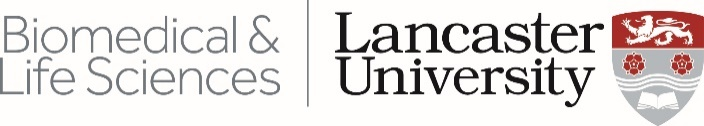 Biomedical &
Life Sciences
Lancaster
University